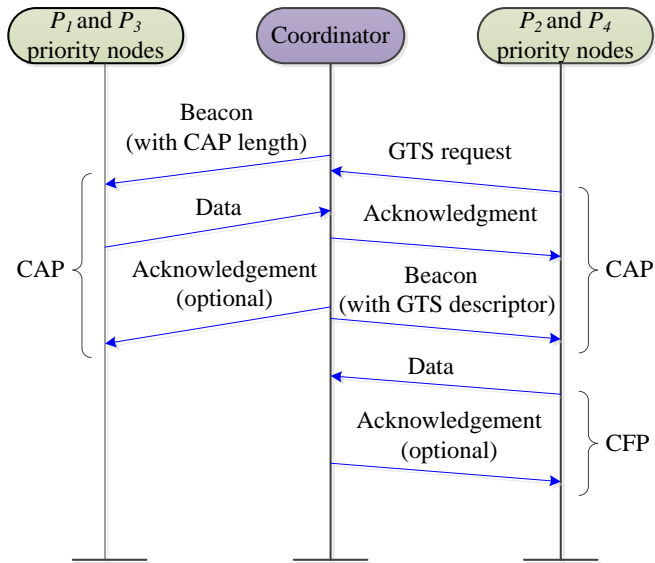 P1 and P3
priority nodes
Coordinator
P2 and P4
priority nodes
Beacon
(with CAP length)
GTS request
Data
Acknowledgment
CAP
Acknowledgement
(optional)
Beacon
(with GTS descriptor)
CAP
Data
Acknowledgement
(optional)
CFP